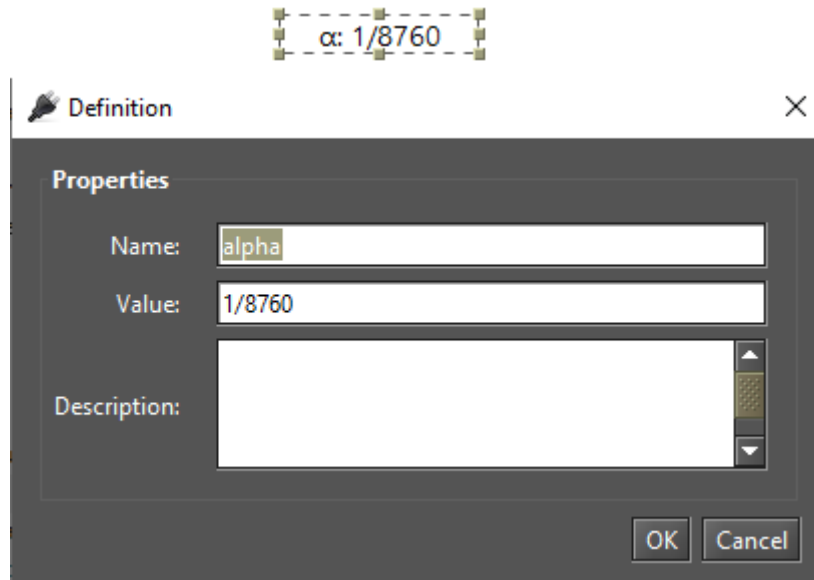 α: 1/8760
Definition
Properties
Name: alpha
Value: 1/8760
Description:
OK Cancel